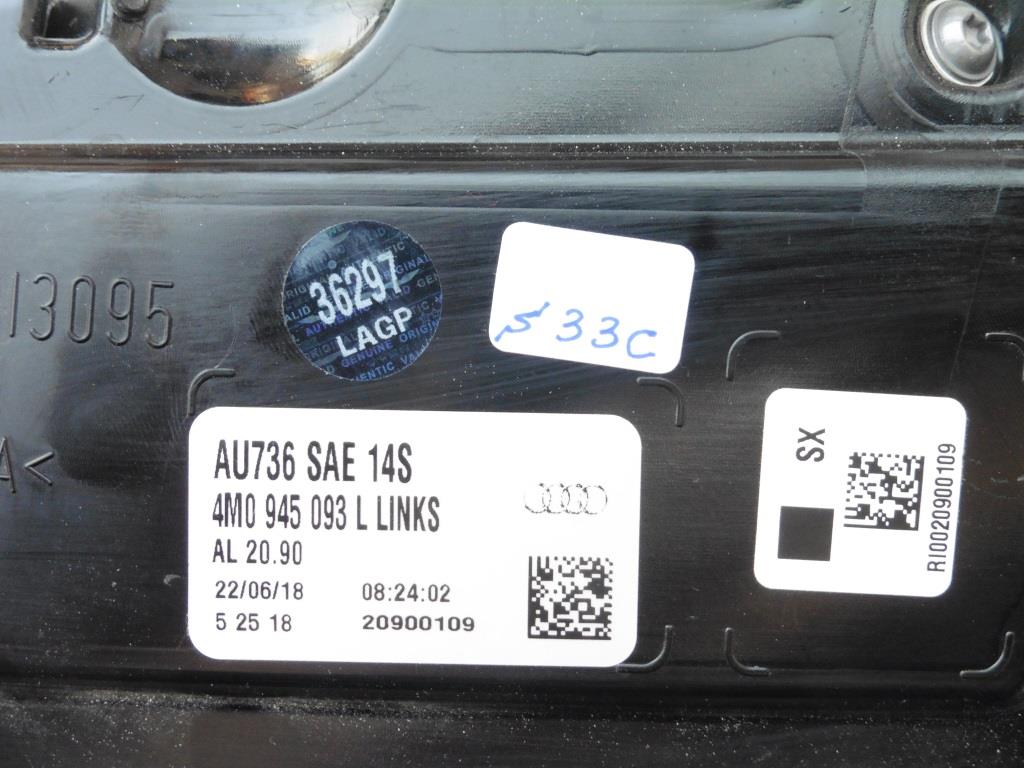 13095
36297
LAGP
5 33C
A<
AU736 SAE 14S
4M0 945 093 L LINKS
AL 20.90
22/06/18 08:24:02
5 25 18 20900109
SX
RI0020900109